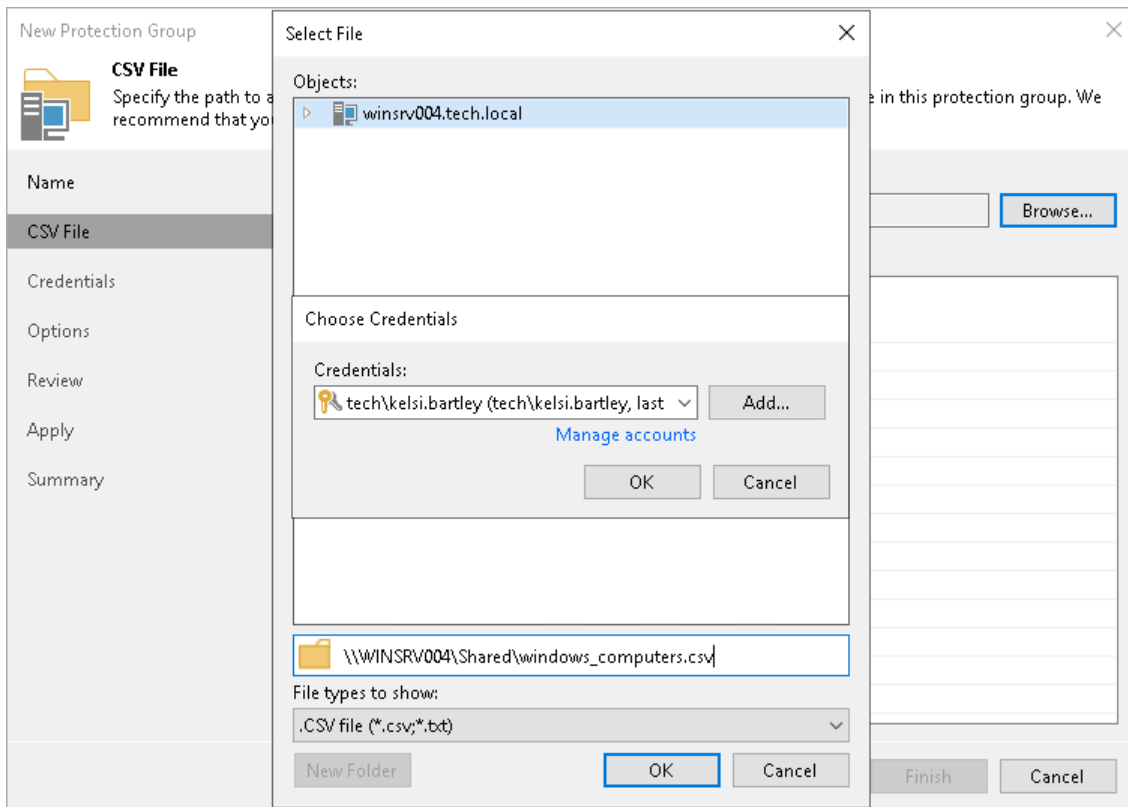 New Protection Group
CSV File
Specify the path to a
e in this protection group. We
recommend that you
Name
CSV File
Credentials
Options
Review
Apply
Summary
Browse...
Finish
Cancel
Select File
Objects:
winsrv004.tech.local
Choose Credentials
Credentials:
tech\kelsi.bartley (tech\kelsi.bartley, last
Add...
Manage accounts
OK
Cancel
\\WINSRV004\Shared\windows_computers.csv
File types to show:
.CSV file (*.csv;*.txt)
New Folder
OK
Cancel